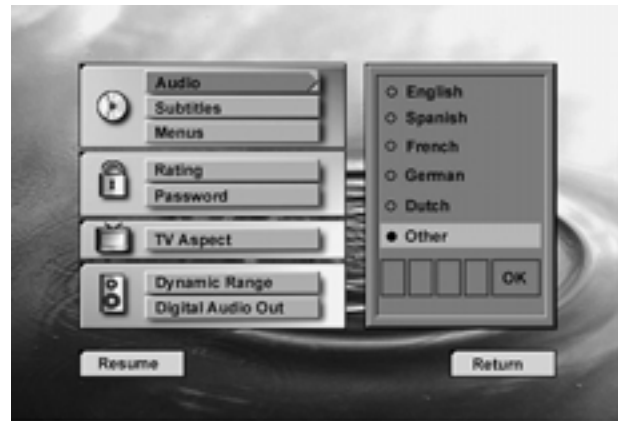 Audio
Subtitles
Menus
Rating
Password
TV Aspect
Dynamic Range
Digital Audio Out
English
Spanish
French
German
Dutch
Other
OK
Resume
Return